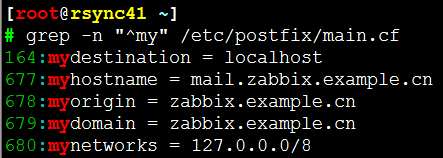 [root@rsync41 ~]
# grep -n "^my" /etc/postfix/main.cf
164:mydestination = localhost
677:myhostname = mail.zabbix.example.cn
678:myorigin = zabbix.example.cn
679:mydomain = zabbix.example.cn
680:mynetworks = 127.0.0.0/8